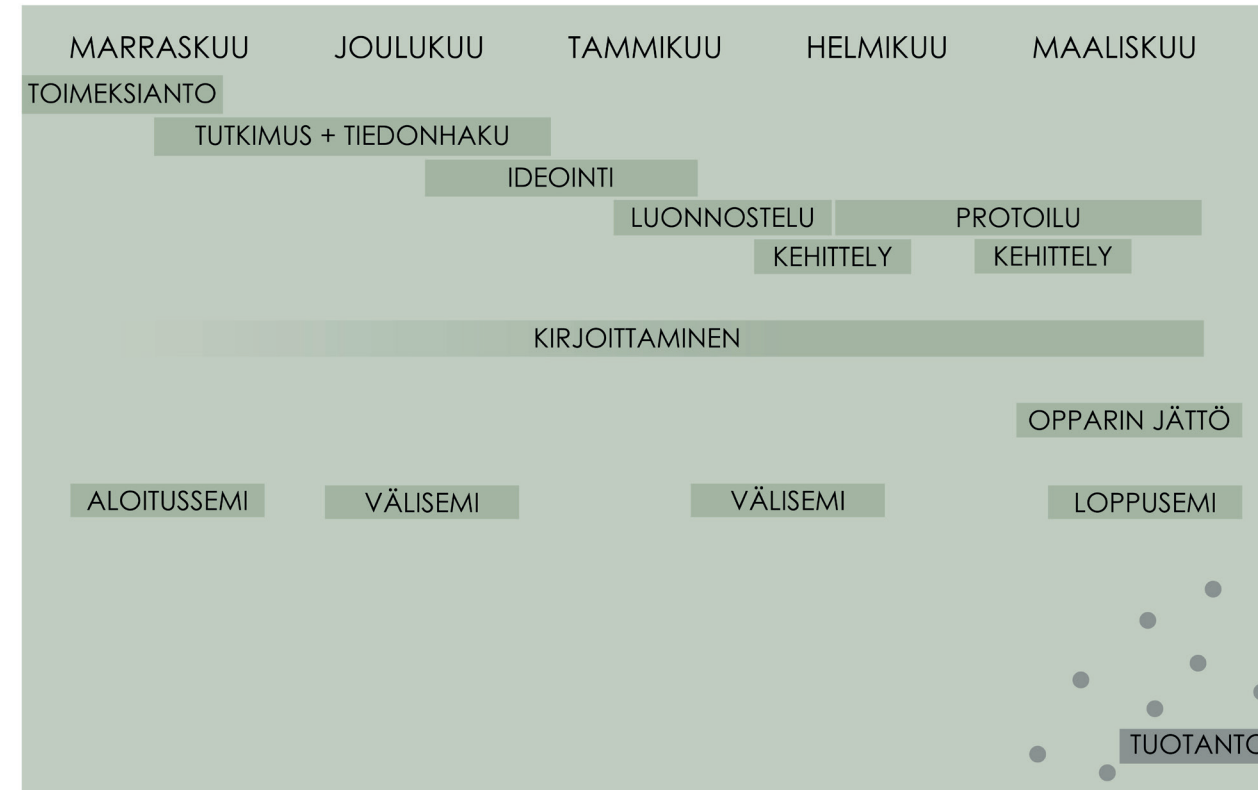 MARRASKUU JOULUKUU TAMMIKUU HELMIKUU MAALISKUU
TOIMEKSIANTO
TUTKIMUS + TIEDONHAKU
IDEOINTI
LUONNOSTELU PROTOILU
KEHITTELY KEHITTELY
KIRJOITTAMINEN
OPPARIN JÄTTÖ
ALOITUSSEMI VÄLISEMI VÄLISEMI LOPPUSEMI
TUOTANTO